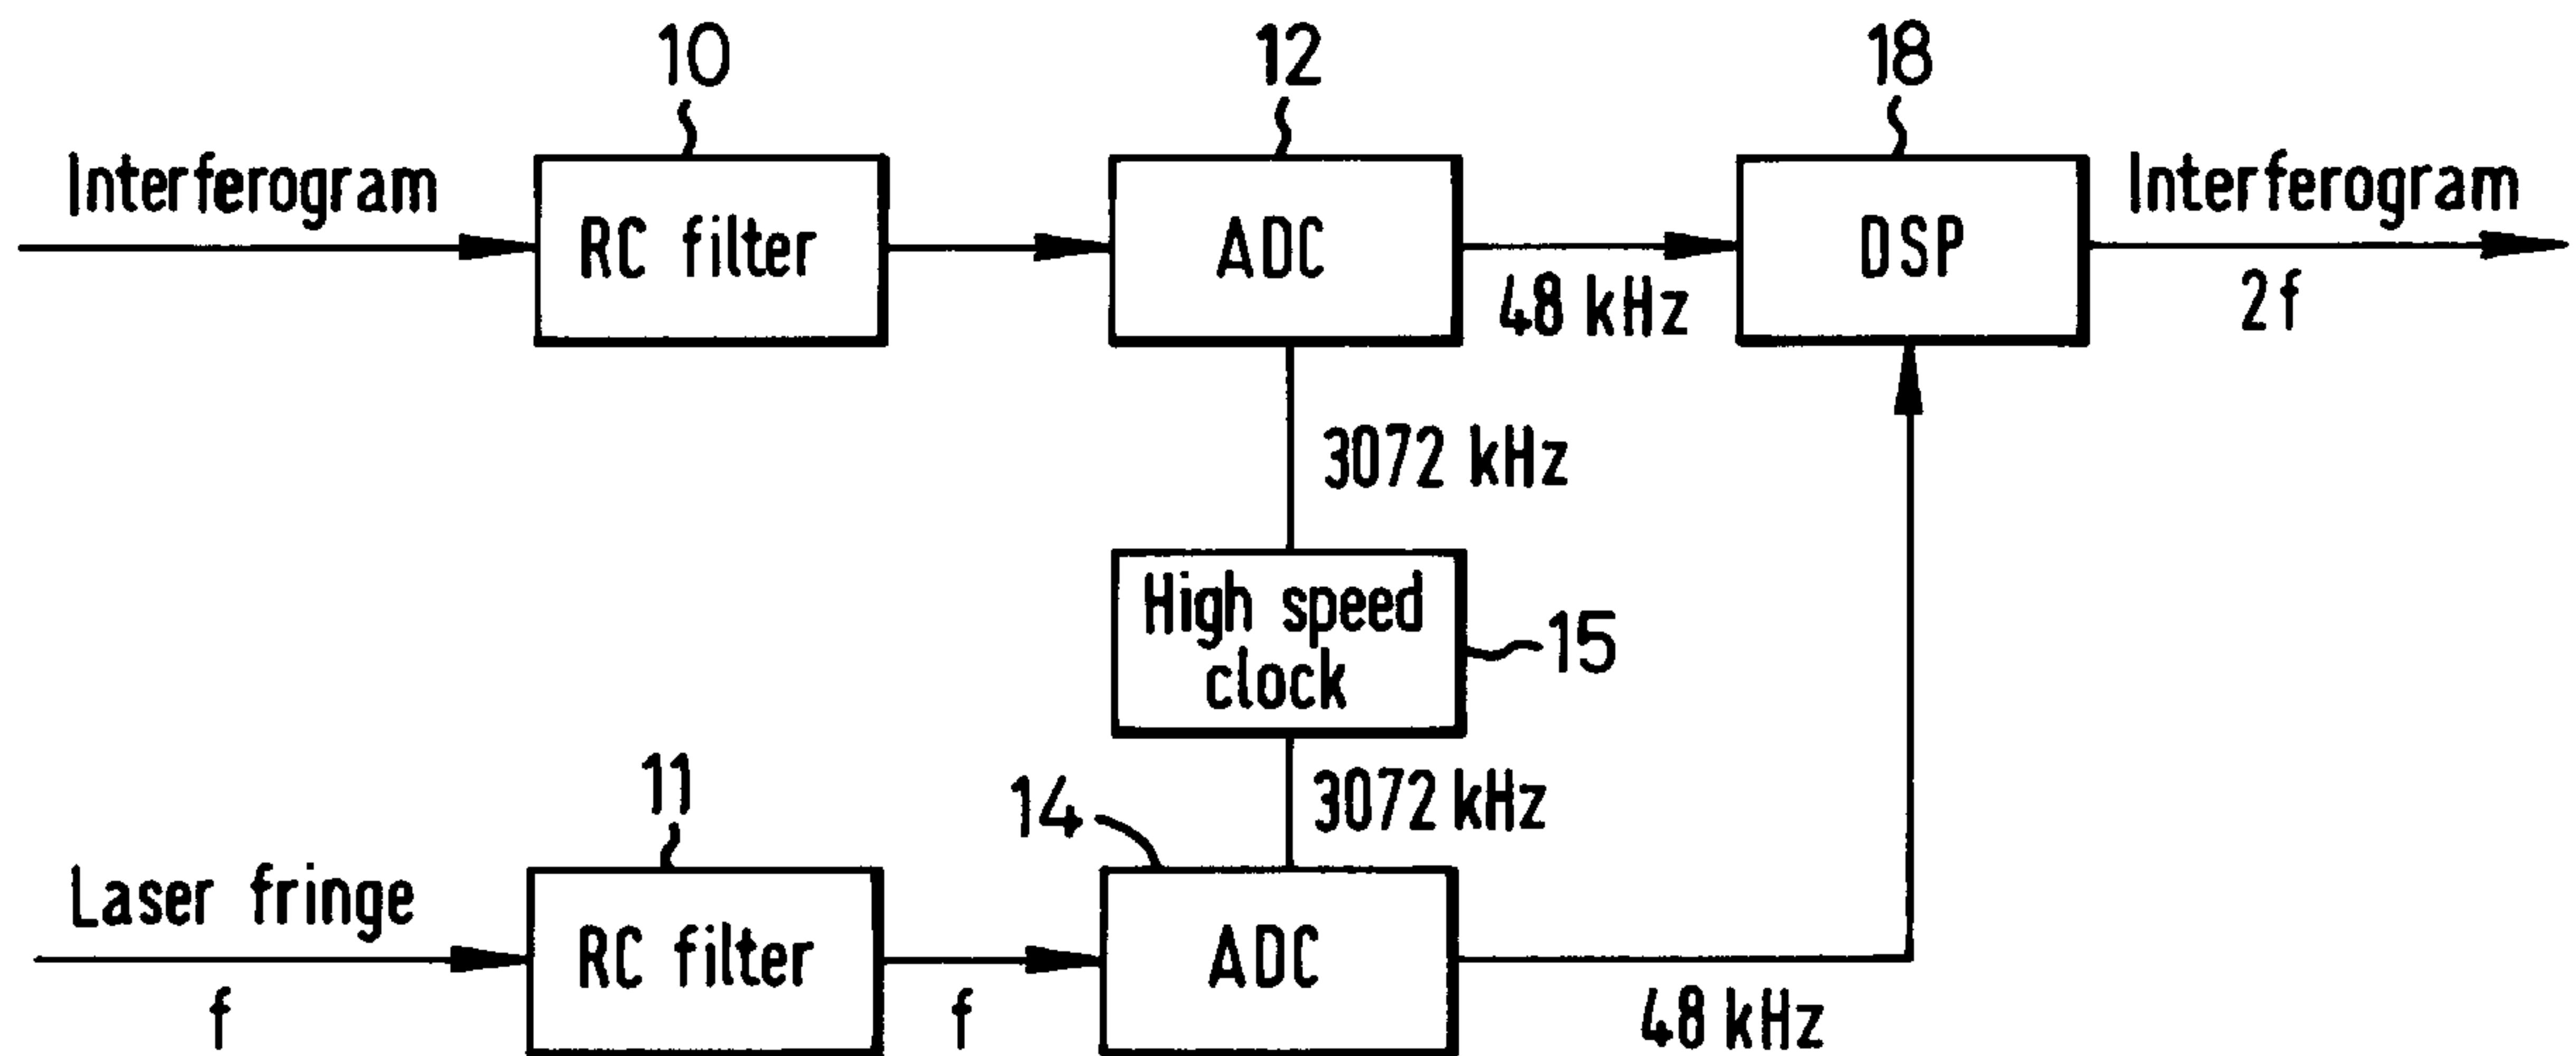 10
12
18
Interferogram
RC filter
ADC
48 kHz
DSP
Interferogram
2f
3072 kHz
High speed
clock
15
3072 kHz
11
14
Laser fringe
f
RC filter
f
ADC
48 kHz